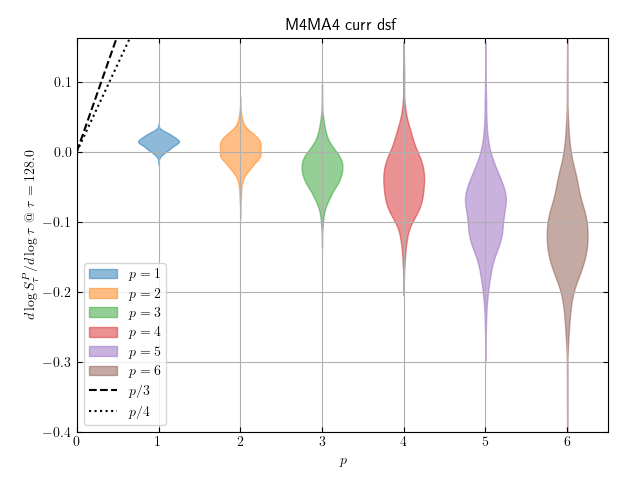 M4MA4 curr dsf
d log S_τ^P / d log τ @ τ = 128.0
0.1
0.0
−0.1
−0.2
−0.3
−0.4
p = 1
p = 2
p = 3
p = 4
p = 5
p = 6
p/3
p/4
0 1 2 3 4 5 6
p